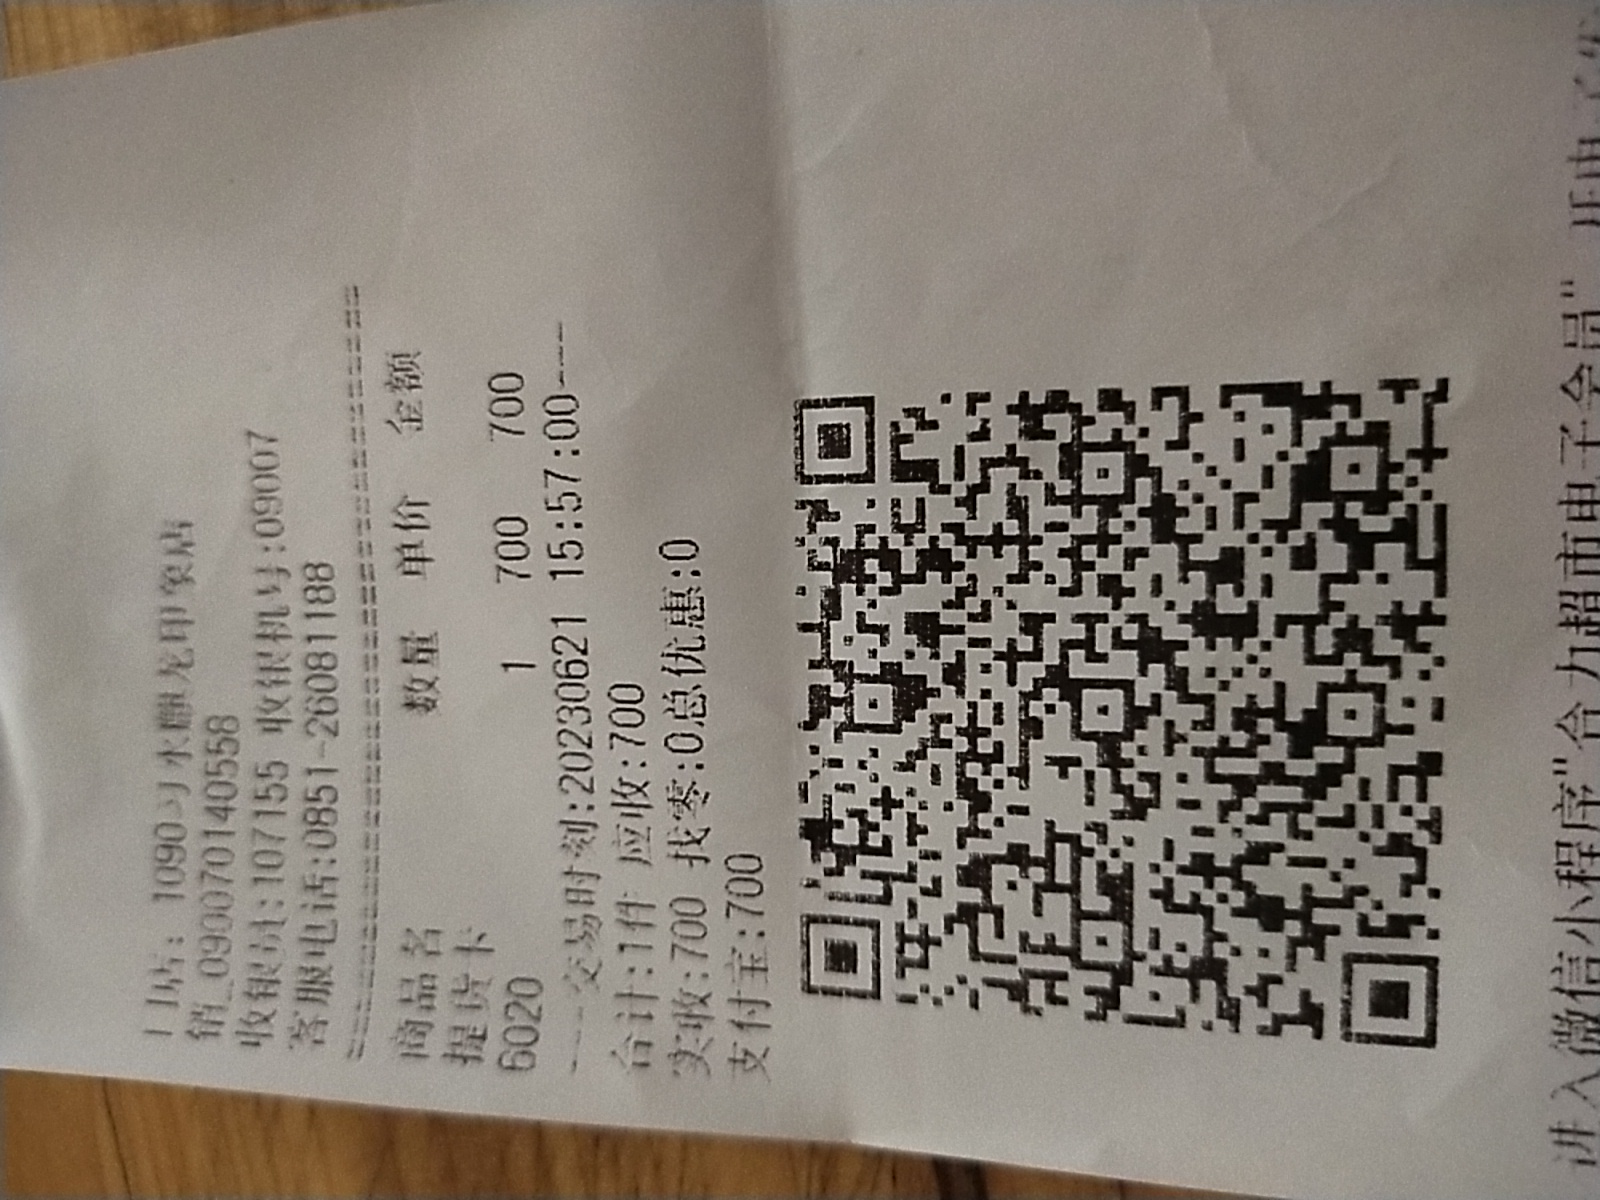 门店: 1090习水麒龙印象店
销_09007070140558
收银员:107155 收银机号:09007
客服电话:0851-26081188
==========================================
商品名 数量 单价 金额
提货卡
6020 1 700 700
----交易时刻:20230621 15:57:00----
合计:1件 应收:700
实收:700 找零:0总优惠:0
支付宝:700
进入微信小程序"合力超市电子会员"